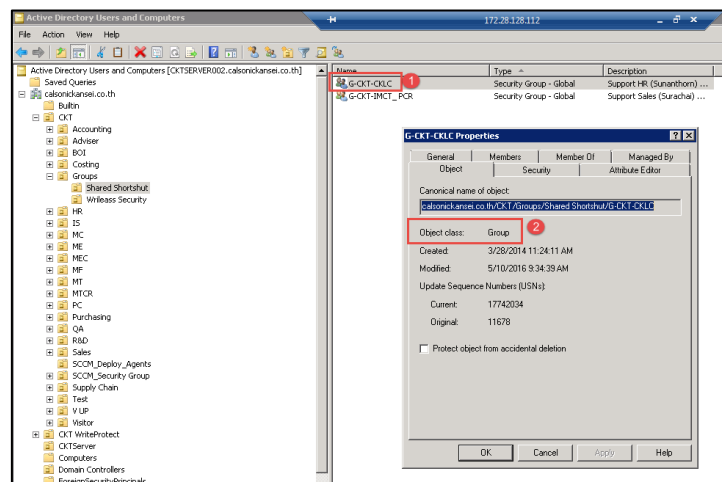 Active Directory Users and Computers
172.28.128.112
File Action View Help
Active Directory Users and Computers [CKTSERVER002.calsonickansei.co.th]
Saved Queries
calsonickansei.co.th
Builtin
CKT
Accounting
Adviser
BOI
Costing
Groups
Shared Shortshut
Wrileass Security
HR
IS
MC
ME
MEC
MF
MT
MTCR
PC
Purchasing
QA
R&D
Sales
SCCM_Deploy_Agents
SCCM_Security Group
Supply Chain
Test
V UP
Visitor
CKT WriteProtect
CKTServer
Computers
Domain Controllers
ForeignSecurityPrincipals
Name Type Description
G-CKT-CKLC 1 Security Group - Global Support HR (Sunanthorn) ...
G-CKT-IMCT_PCR Security Group - Global Support Sales (Surachai) ...
G-CKT-CKLC Properties
General Members Member Of Managed By
Object Security Attribute Editor
Canonical name of object:
calsonickansei.co.th/CKT/Groups/Shared Shortshut/G-CKT-CKLC
Object class: Group 2
Created: 3/28/2014 11:24:11 AM
Modified: 5/10/2016 9:34:39 AM
Update Sequence Numbers (USNs):
Current: 17742034
Original: 11678
Protect object from accidental deletion
OK Cancel Apply Help